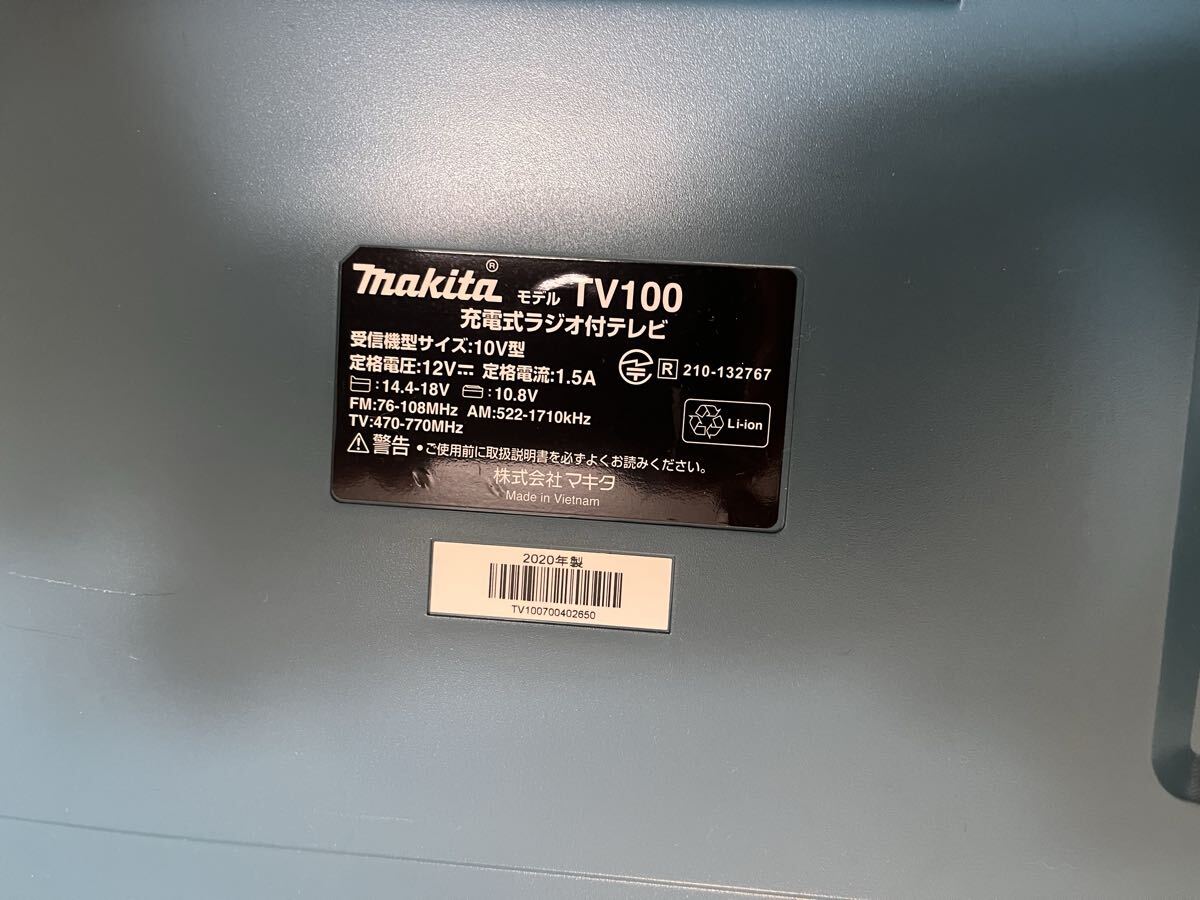 makita® モデル TV100
充電式ラジオ付テレビ
受信機型サイズ:10V型
定格電圧:12V⎓ 定格電流:1.5A
R 210-132767
:14.4-18V :10.8V
FM:76-108MHz AM:522-1710kHz
TV:470-770MHz
Li-ion
警告 •ご使用前に取扱説明書を必ずよくお読みください。
株式会社マキタ
Made in Vietnam
2020年製
TV100700402650